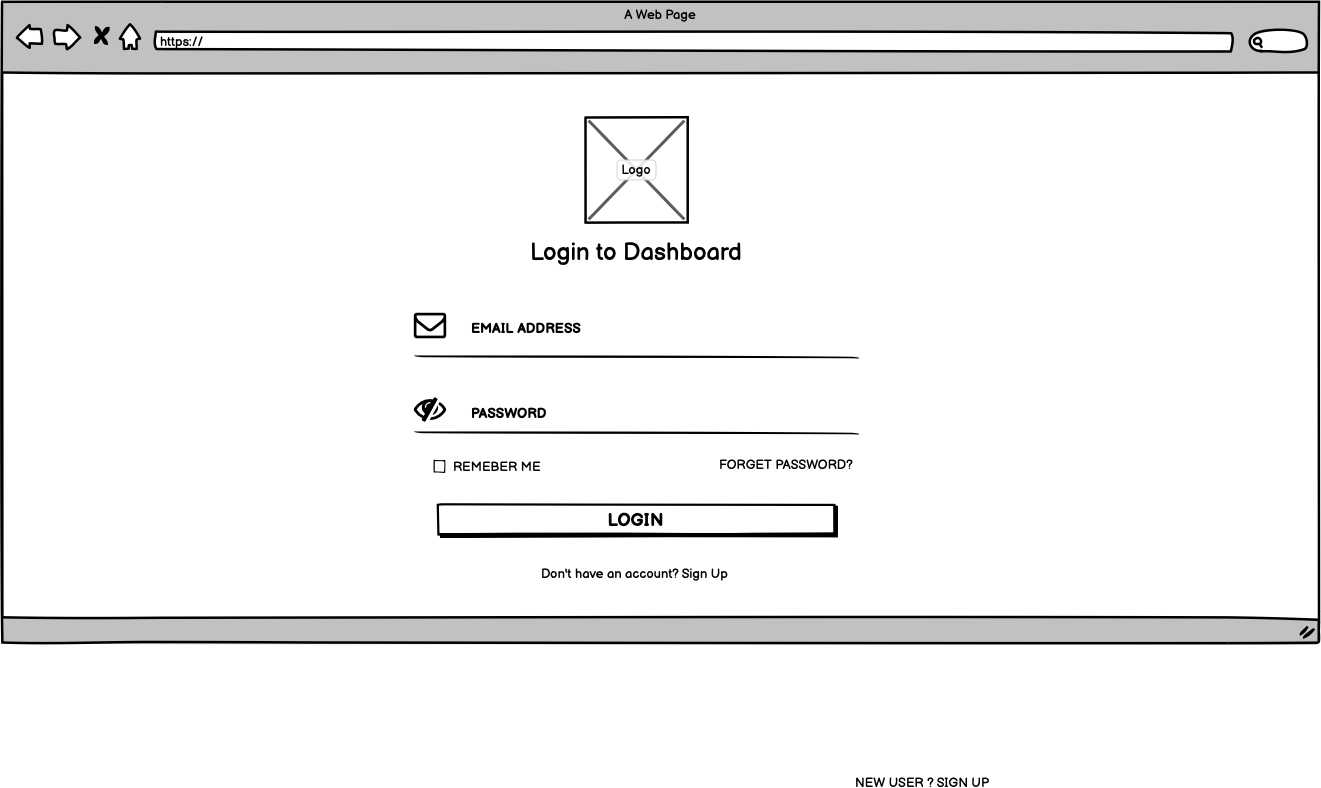 A Web Page
https://
Logo
Login to Dashboard
EMAIL ADDRESS
PASSWORD
REMEBER ME
FORGET PASSWORD?
LOGIN
Don't have an account? Sign Up
NEW USER ? SIGN UP